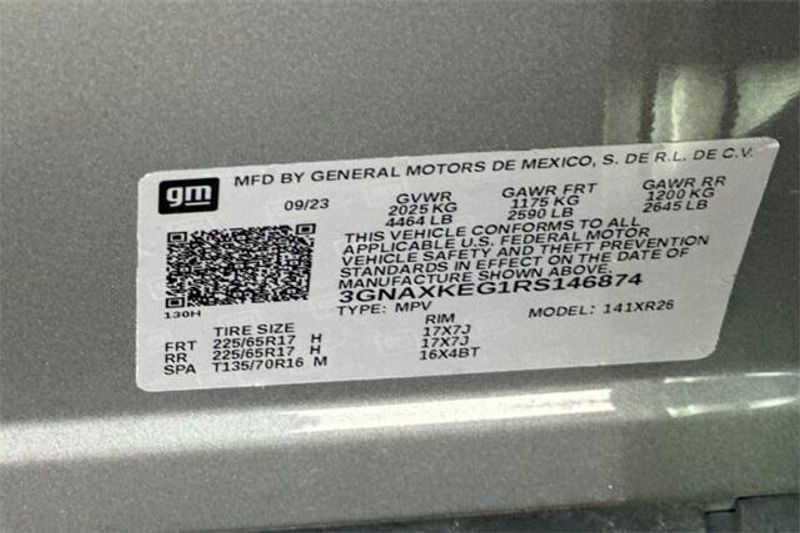 gm
MFD BY GENERAL MOTORS DE MEXICO, S. DE R.L. DE C.V.
09/23
GVWR GAWR FRT GAWR RR
2025 KG 1175 KG 1200 KG
4464 LB 2590 LB 2645 LB
THIS VEHICLE CONFORMS TO ALL
APPLICABLE U.S. FEDERAL MOTOR
VEHICLE SAFETY AND THEFT PREVENTION
STANDARDS IN EFFECT ON THE DATE OF
MANUFACTURE SHOWN ABOVE.
3GNAXKEG1RS146874
130H
TYPE: MPV MODEL: 141XR26
TIRE SIZE RIM
FRT 225/65R17 H 17X7J
RR 225/65R17 H 17X7J
SPA T135/70R16 M 16X4BT